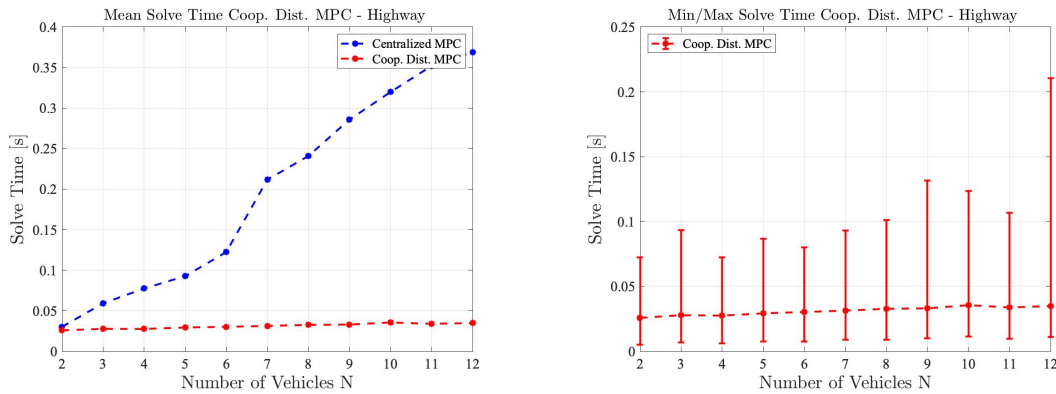 Mean Solve Time Coop. Dist. MPC - Highway
0.4
0.35
0.3
0.25
0.2
0.15
0.1
0.05
0
Solve Time [s]
Centralized MPC
Coop. Dist. MPC
2 3 4 5 6 7 8 9 10 11 12
Number of Vehicles N
Min/Max Solve Time Coop. Dist. MPC - Highway
0.25
0.2
0.15
0.1
0.05
0
Solve Time [s]
Coop. Dist. MPC
2 3 4 5 6 7 8 9 10 11 12
Number of Vehicles N